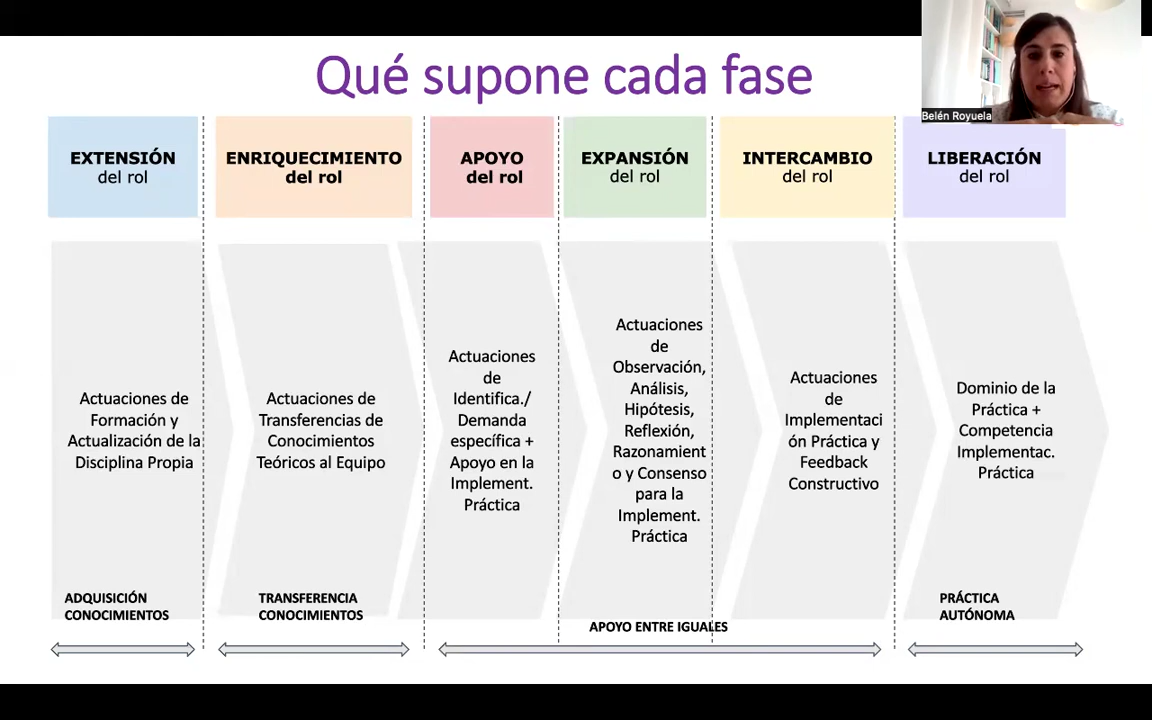 Qué supone cada fase
Belén Royuela
EXTENSIÓN
del rol
ENRIQUECIMIENTO
del rol
APOYO
del rol
EXPANSIÓN
del rol
INTERCAMBIO
del rol
LIBERACIÓN
del rol
Actuaciones de
Formación y
Actualización de la
Disciplina Propia
Actuaciones de
Transferencias de
Conocimientos
Teóricos al Equipo
Actuaciones
de
Identifica./
Demanda
específica +
Apoyo en la
Implement.
Práctica
Actuaciones
de
Observación,
Análisis,
Hipótesis,
Reflexión,
Razonamient
o y Consenso
para la
Implement.
Práctica
Actuaciones
de
Implementaci
ón Práctica y
Feedback
Constructivo
Dominio de la
Práctica +
Competencia
Implementac.
Práctica
ADQUISICIÓN
CONOCIMIENTOS
TRANSFERENCIA
CONOCIMIENTOS
APOYO ENTRE IGUALES
PRÁCTICA
AUTÓNOMA